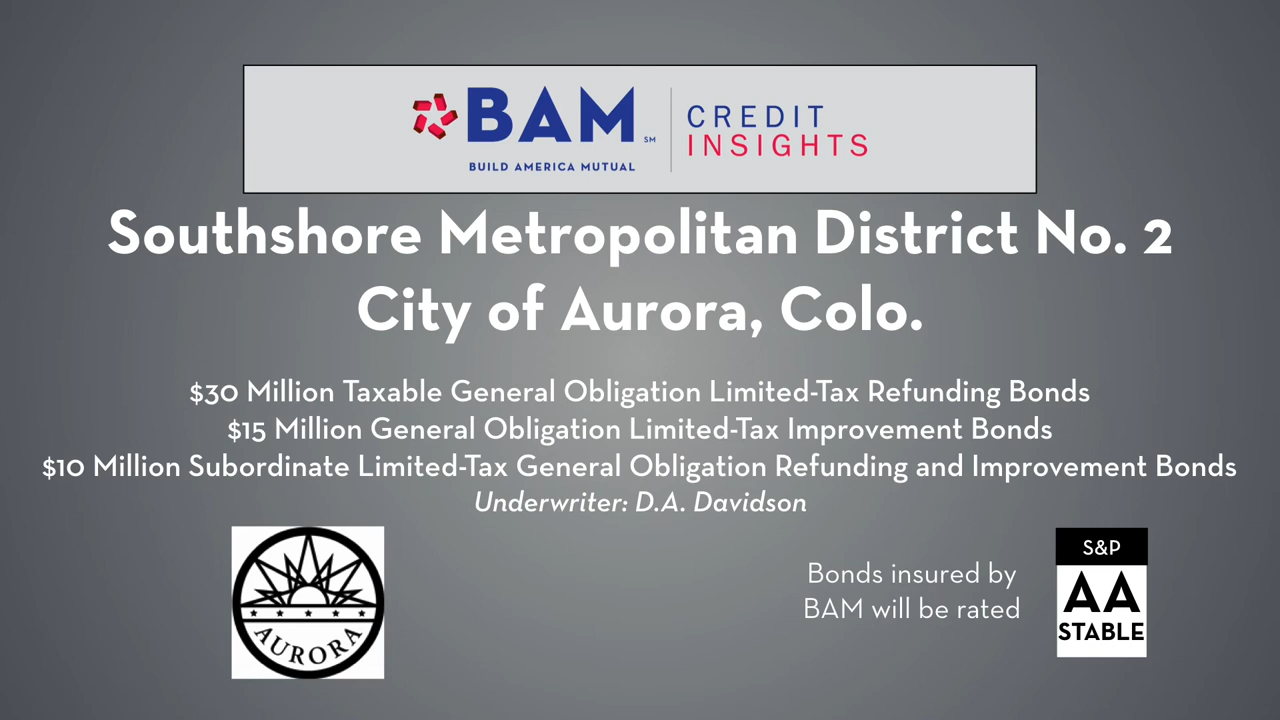 BAM SM
BUILD AMERICA MUTUAL
CREDIT
INSIGHTS
Southshore Metropolitan District No. 2
City of Aurora, Colo.
$30 Million Taxable General Obligation Limited-Tax Refunding Bonds
$15 Million General Obligation Limited-Tax Improvement Bonds
$10 Million Subordinate Limited-Tax General Obligation Refunding and Improvement Bonds
Underwriter: D.A. Davidson
AURORA
Bonds insured by
BAM will be rated
S&P
AA
STABLE